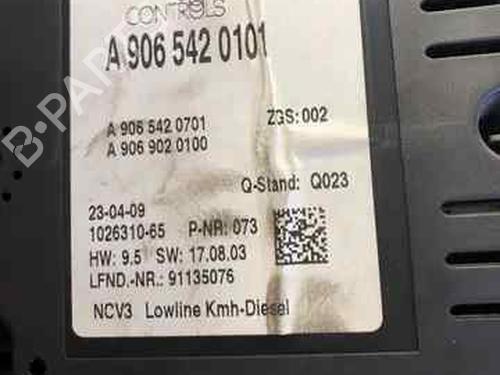 CONTROLS
A 906 542 0101
A 906 542 0701 ZGS: 002
A 906 902 0100
Q-Stand: Q023
23-04-09
1026310-65 P-NR: 073
HW: 9.5 SW: 17.08.03
LFND.-NR.: 91135076
NCV3 Lowline Kmh-Diesel
B-PARTS